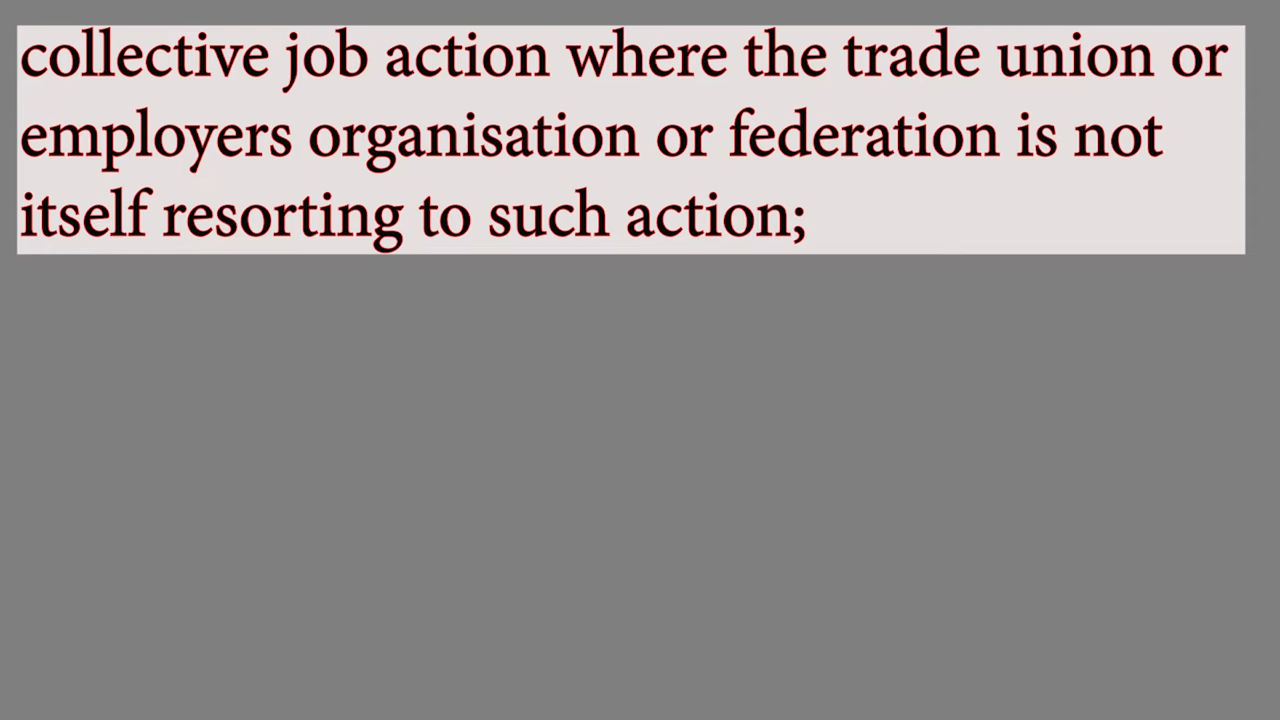 collective job action where the trade union or
employers organisation or federation is not
itself resorting to such action;